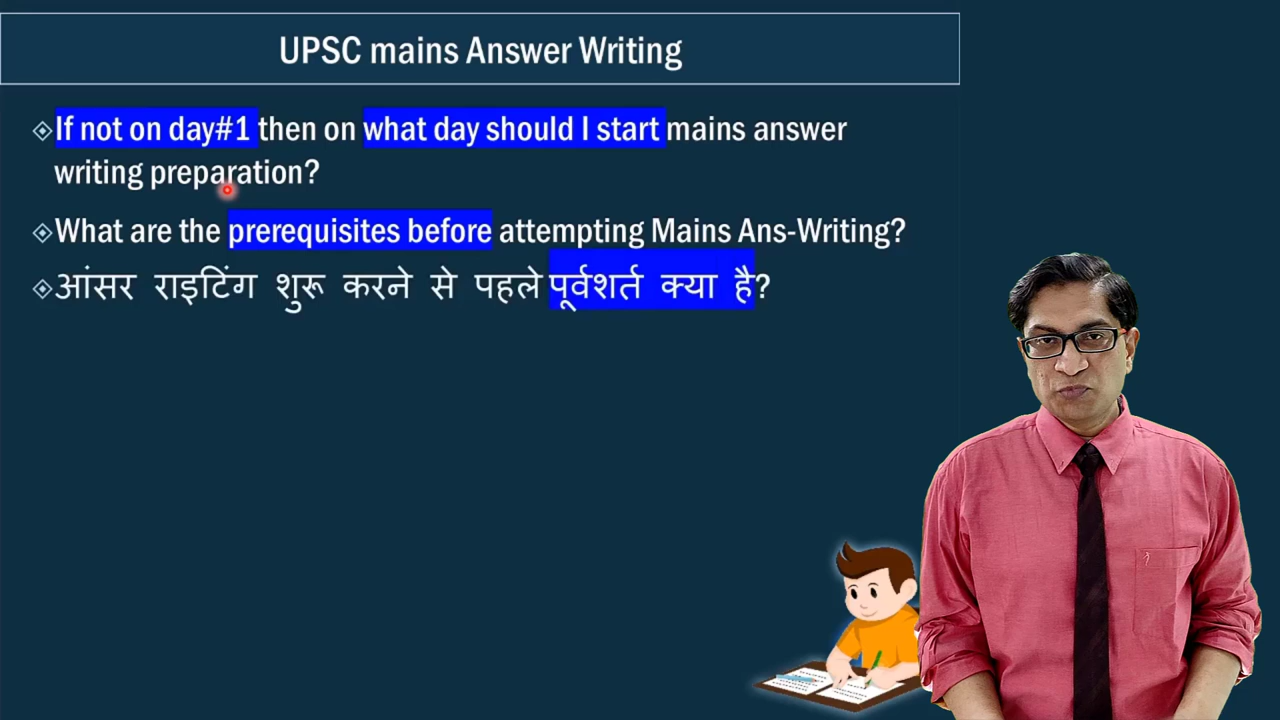 UPSC mains Answer Writing
If not on day#1 then on what day should I start mains answer
writing preparation?
What are the prerequisites before attempting Mains Ans-Writing?
आंसर राइटिंग शुरू करने से पहले पूर्वशर्त क्या है?